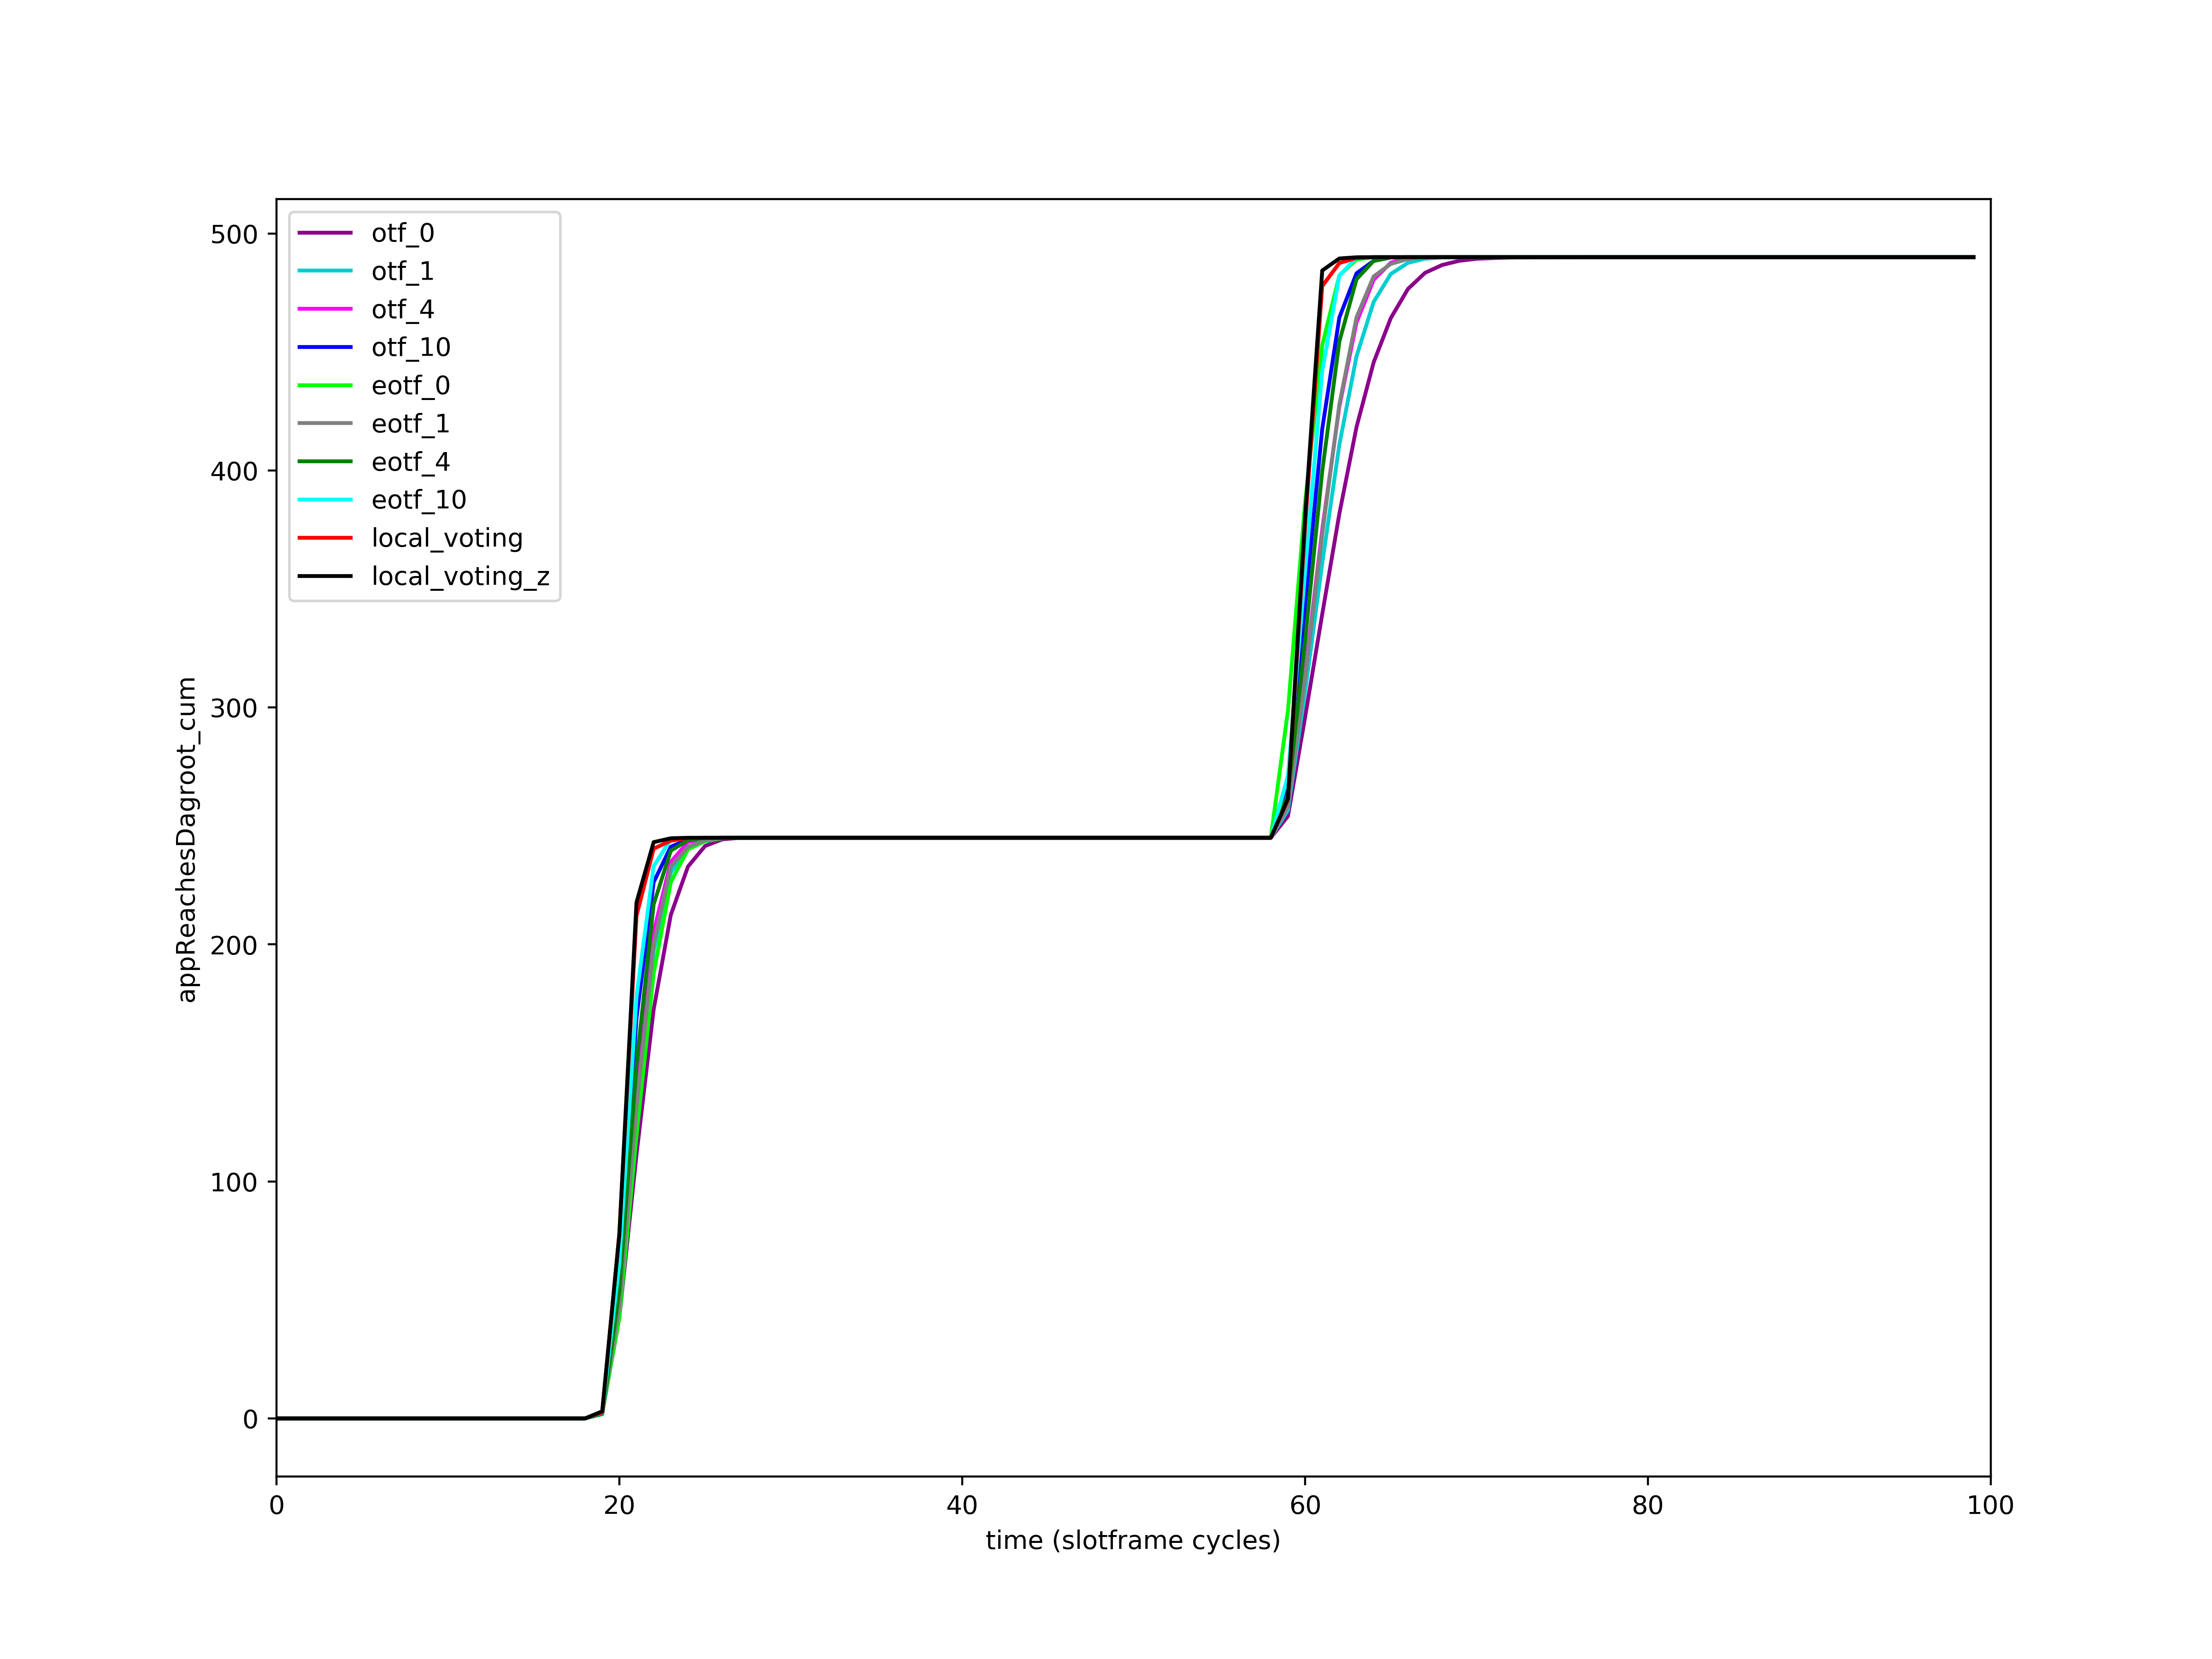 500
400
300
200
100
0
appReachesDagroot_cum
otf_0
otf_1
otf_4
otf_10
eotf_0
eotf_1
eotf_4
eotf_10
local_voting
local_voting_z
0 20 40 60 80 100
time (slotframe cycles)